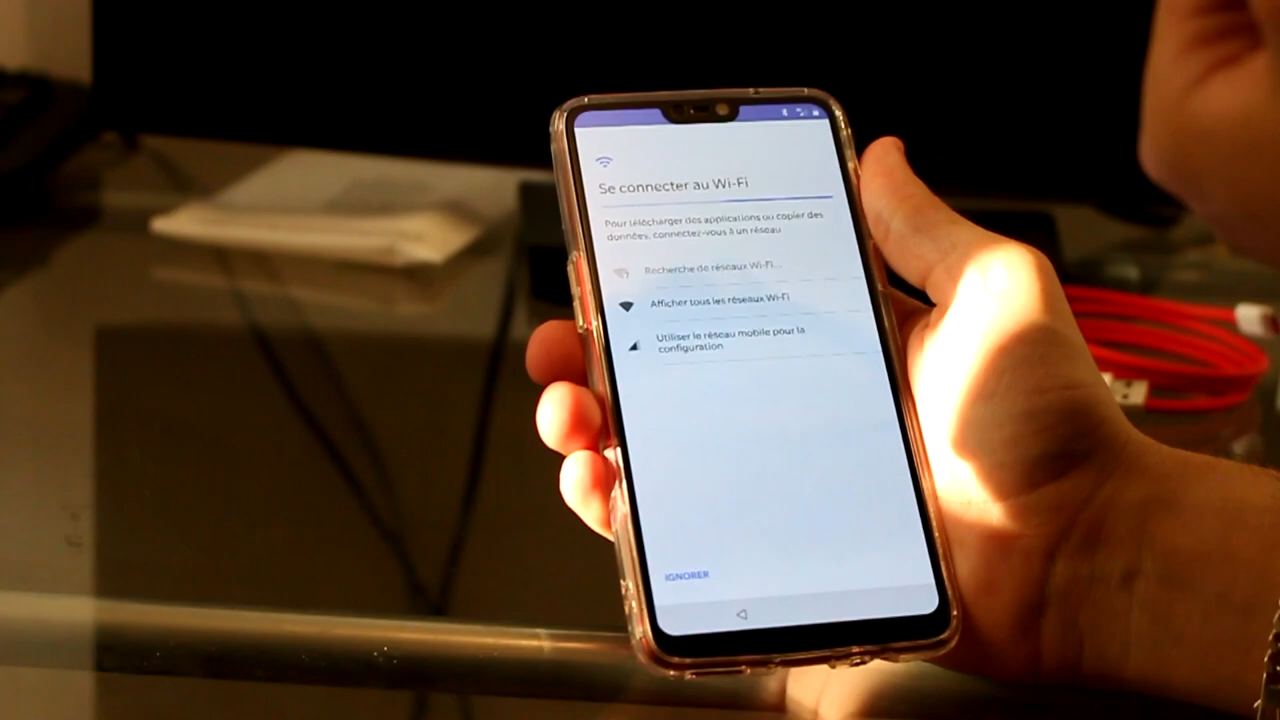 Se connecter au Wi-Fi
Pour télécharger des applications ou copier des
données, connectez-vous à un réseau
Recherche de réseaux Wi-Fi...
Afficher tous les réseaux Wi-Fi
Utiliser le réseau mobile pour la
configuration
IGNORER